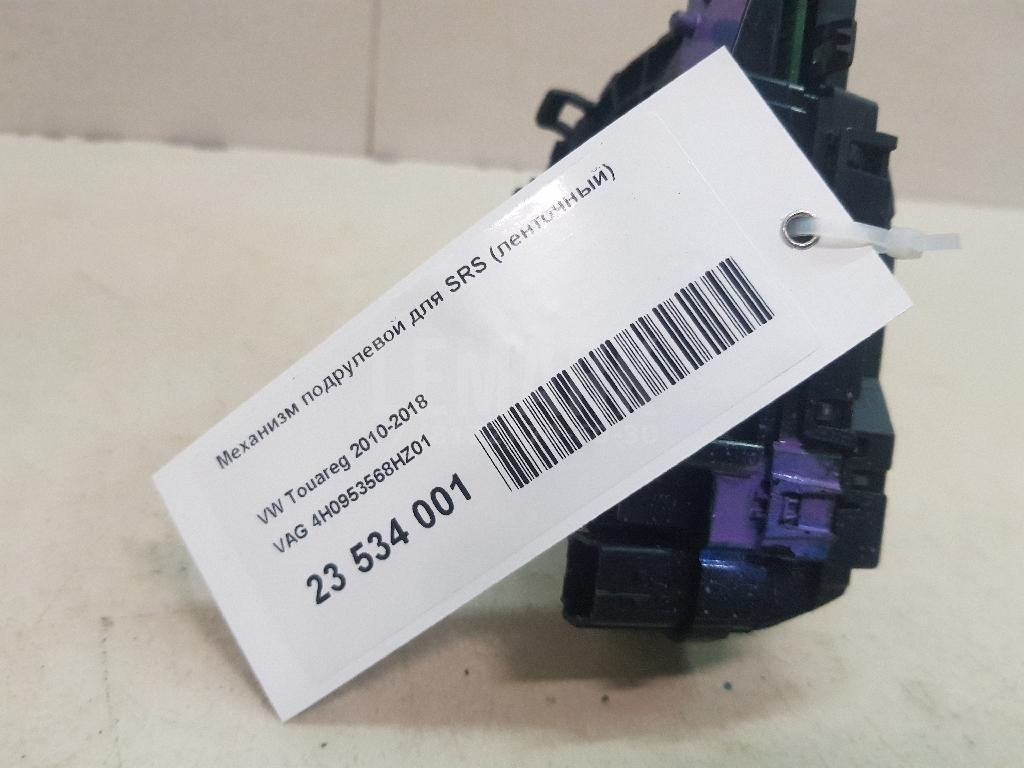 Механизм подрулевой для SRS (ленточный)
VW Touareg 2010-2018
VAG 4H0953568HZ01
23 534 001